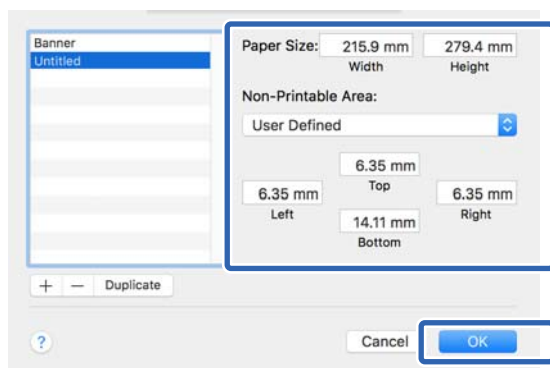 Banner
Untitled
Paper Size: 215.9 mm 279.4 mm
Width Height
Non-Printable Area:
User Defined
6.35 mm
Top
6.35 mm 6.35 mm
Left Right
14.11 mm
Bottom
+ − Duplicate
? Cancel OK